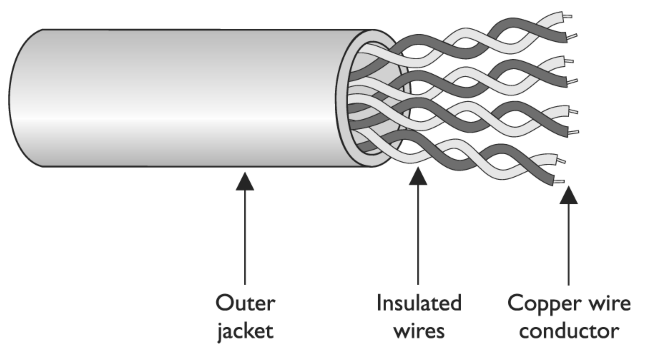 Outer
jacket
Insulated
wires
Copper wire
conductor